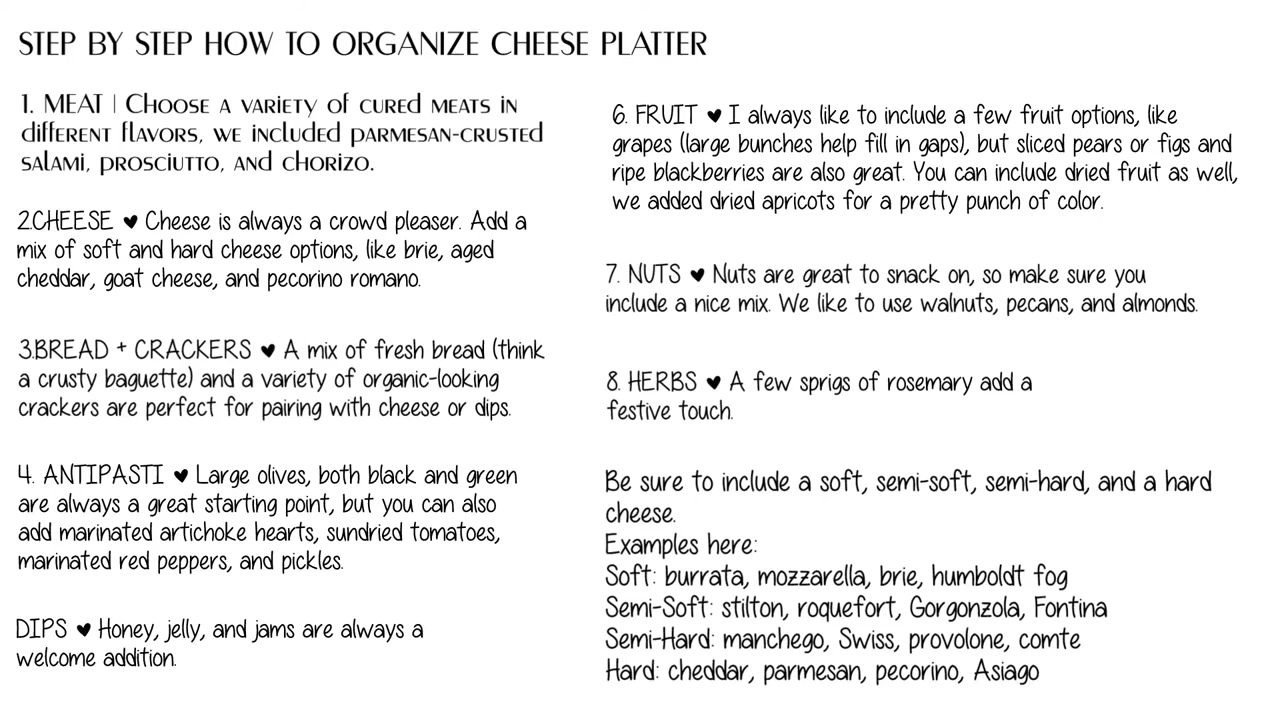 STEP BY STEP HOW TO ORGANIZE CHEESE PLATTER
1. MEAT | Choose a variety of cured meats in
different flavors, we included parmesan-crusted
salami, prosciutto, and chorizo.
2.CHEESE ♥ Cheese is always a crowd pleaser. Add a
mix of soft and hard cheese options, like brie, aged
cheddar, goat cheese, and pecorino romano.
3.BREAD + CRACKERS ♥ A mix of fresh bread (think
a crusty baguette) and a variety of organic-looking
crackers are perfect for pairing with cheese or dips.
4. ANTIPASTI ♥ Large olives, both black and green
are always a great starting point, but you can also
add marinated artichoke hearts, sundried tomatoes,
marinated red peppers, and pickles.
DIPS ♥ Honey, jelly, and jams are always a
welcome addition.
6. FRUIT ♥ I always like to include a few fruit options, like
grapes (large bunches help fill in gaps), but sliced pears or figs and
ripe blackberries are also great. You can include dried fruit as well,
we added dried apricots for a pretty punch of color.
7. NUTS ♥ Nuts are great to snack on, so make sure you
include a nice mix. We like to use walnuts, pecans, and almonds.
8. HERBS ♥ A few sprigs of rosemary add a
festive touch.
Be sure to include a soft, semi-soft, semi-hard, and a hard
cheese.
Examples here:
Soft: burrata, mozzarella, brie, humboldt fog
Semi-Soft: stilton, roquefort, Gorgonzola, Fontina
Semi-Hard: manchego, Swiss, provolone, comte
Hard: cheddar, parmesan, pecorino, Asiago